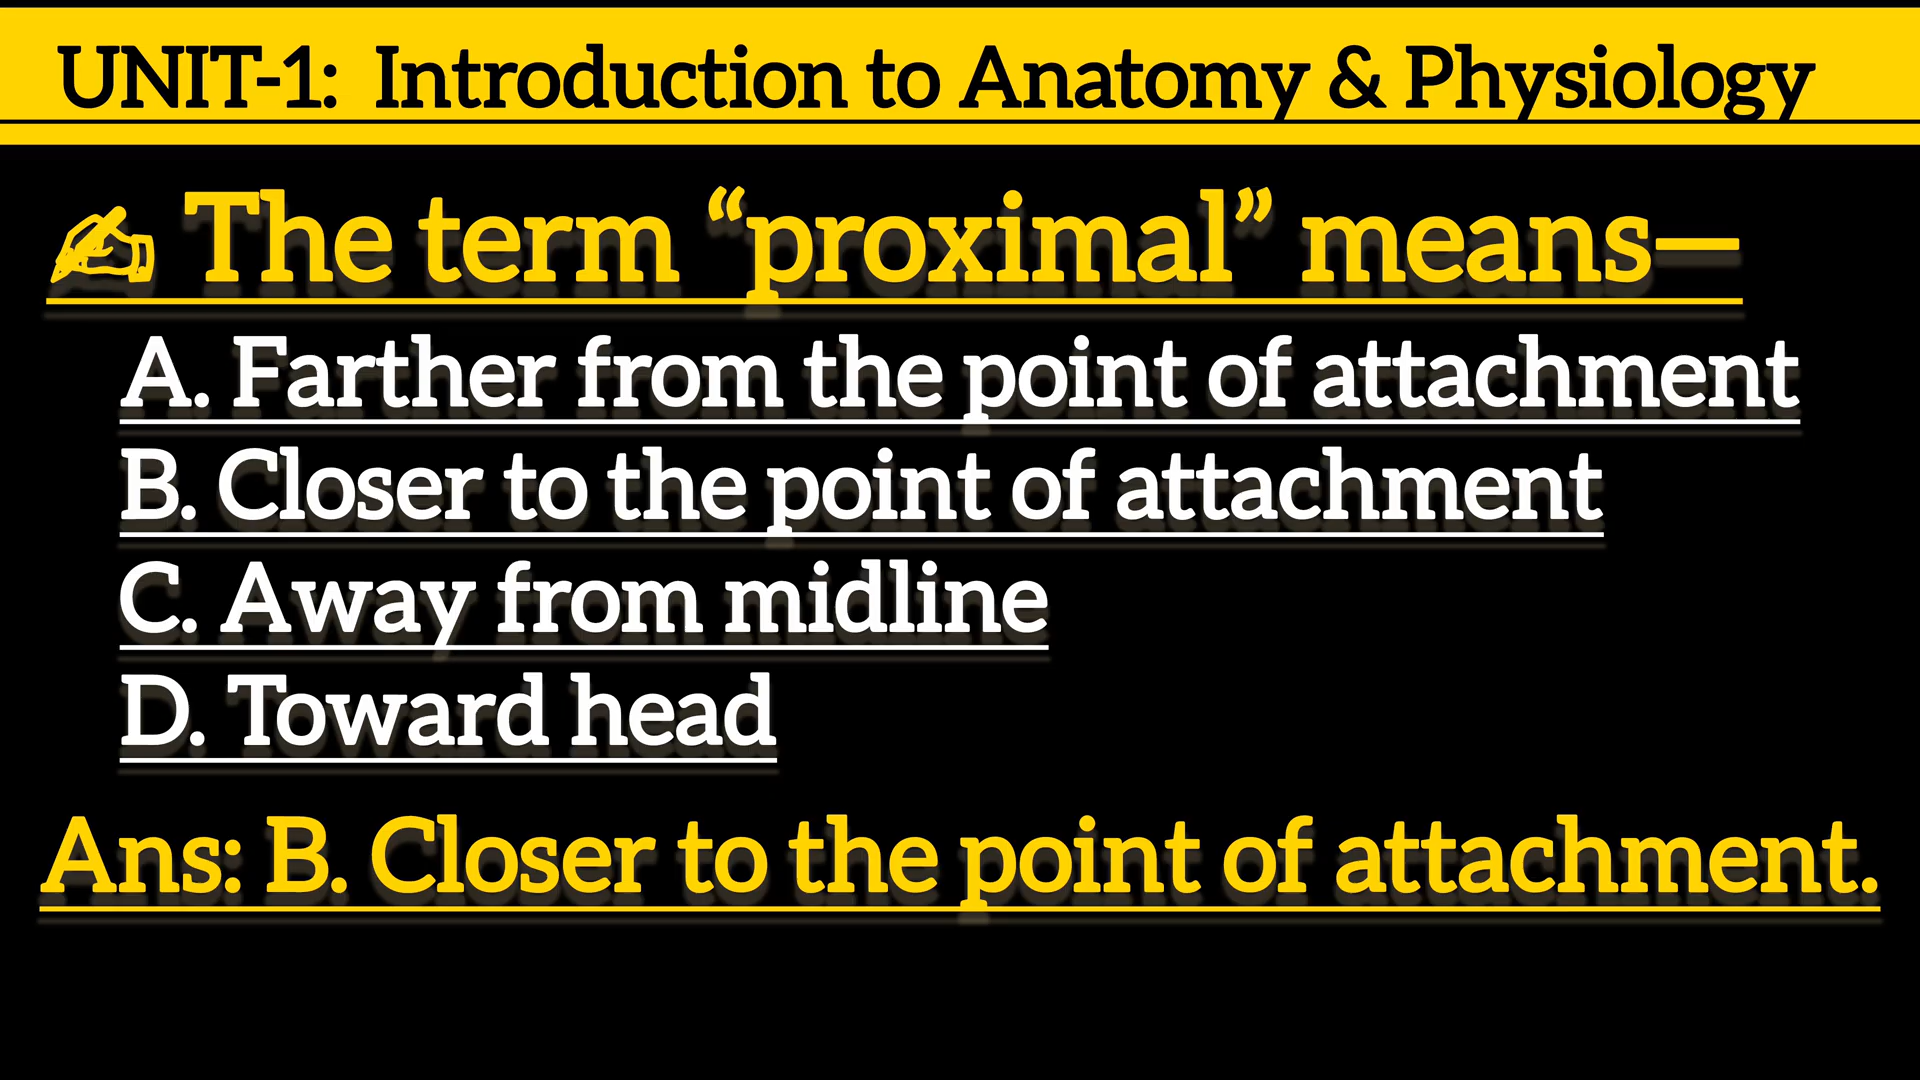 UNIT-1: Introduction to Anatomy & Physiology
✍ The term “proximal” means—
A. Farther from the point of attachment
B. Closer to the point of attachment
C. Away from midline
D. Toward head
Ans: B. Closer to the point of attachment.